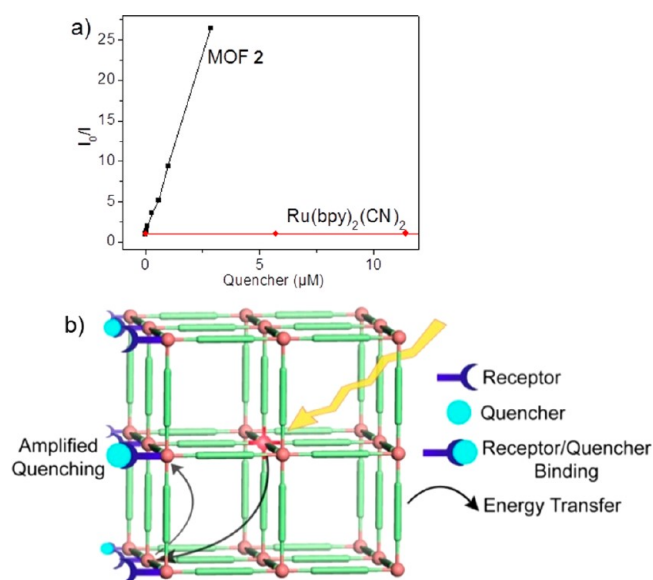 a)
25
20
15
10
5
0
I₀/I
MOF 2
Ru(bpy)₂(CN)₂
0
5
10
Quencher (µM)
b)
Receptor
Quencher
Receptor/Quencher
Binding
Energy Transfer
Amplified
Quenching